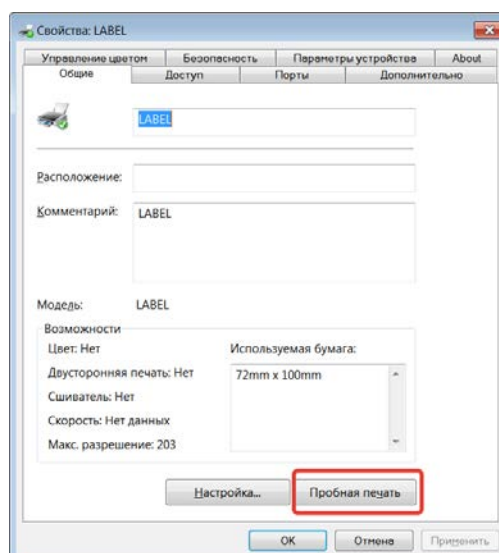 Свойства: LABEL
Управление цветом Безопасность Параметры устройства About
Общие Доступ Порты Дополнительно
LABEL
Расположение:
Комментарий: LABEL
Модель: LABEL
Возможности
Цвет: Нет Используемая бумага:
Двусторонняя печать: Нет 72mm x 100mm
Сшиватель: Нет
Скорость: Нет данных
Макс. разрешение: 203
Настройка... Пробная печать
OK Отмена Применить